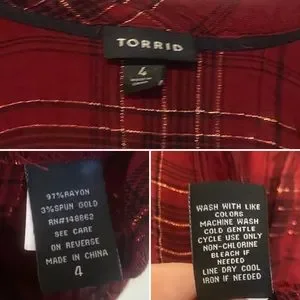 TORRID
4
97%RAYON
3%SPUN GOLD
RN#148862
SEE CARE
ON REVERSE
MADE IN CHINA
4
WASH WITH LIKE
COLORS
MACHINE WASH
COLD GENTLE
CYCLE USE ONLY
NON-CHLORINE
BLEACH IF
NEEDED
LINE DRY COOL
IRON IF NEEDED